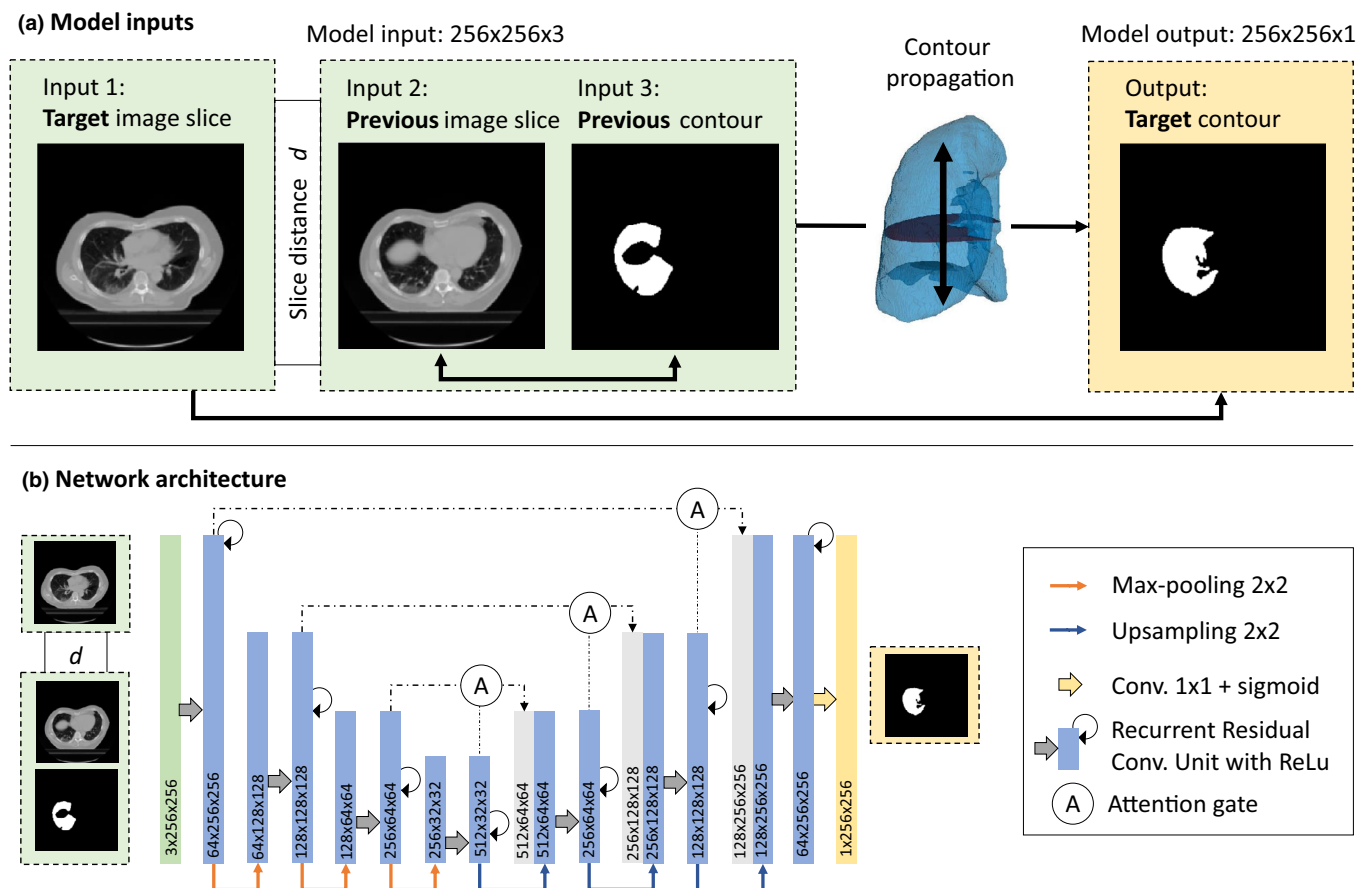 (a) Model inputs
Model input: 256x256x3
Contour
propagation
Model output: 256x256x1
Input 1:
Target image slice
Slice distance d
Input 2:
Previous image slice
Input 3:
Previous contour
Output:
Target contour
(b) Network architecture
d
3x256x256
64x256x256
64x128x128
128x128x128
128x64x64
256x64x64
256x32x32
512x32x32
512x64x64
512x64x64
256x64x64
256x128x128
256x128x128
128x128x128
128x256x256
128x256x256
64x256x256
1x256x256
A
A
A
Max-pooling 2x2
Upsampling 2x2
Conv. 1x1 + sigmoid
Recurrent Residual
Conv. Unit with ReLu
A Attention gate